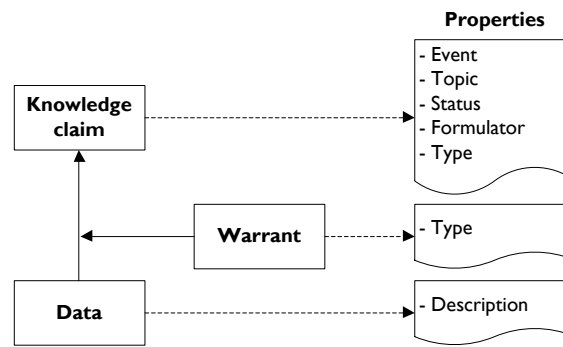 Properties
- Event
- Topic
- Status
- Formulator
- Type
Knowledge
claim
Warrant
- Type
Data
- Description